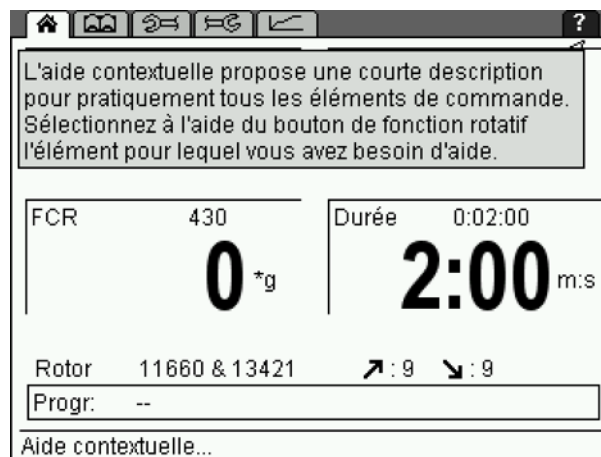 ?
L'aide contextuelle propose une courte description
pour pratiquement tous les éléments de commande.
Sélectionnez à l'aide du bouton de fonction rotatif
l'élément pour lequel vous avez besoin d'aide.
FCR 430
0 *g
Durée 0:02:00
2:00 m:s
Rotor 11660 & 13421 ↗ : 9 ↘ : 9
Progr: --
Aide contextuelle...